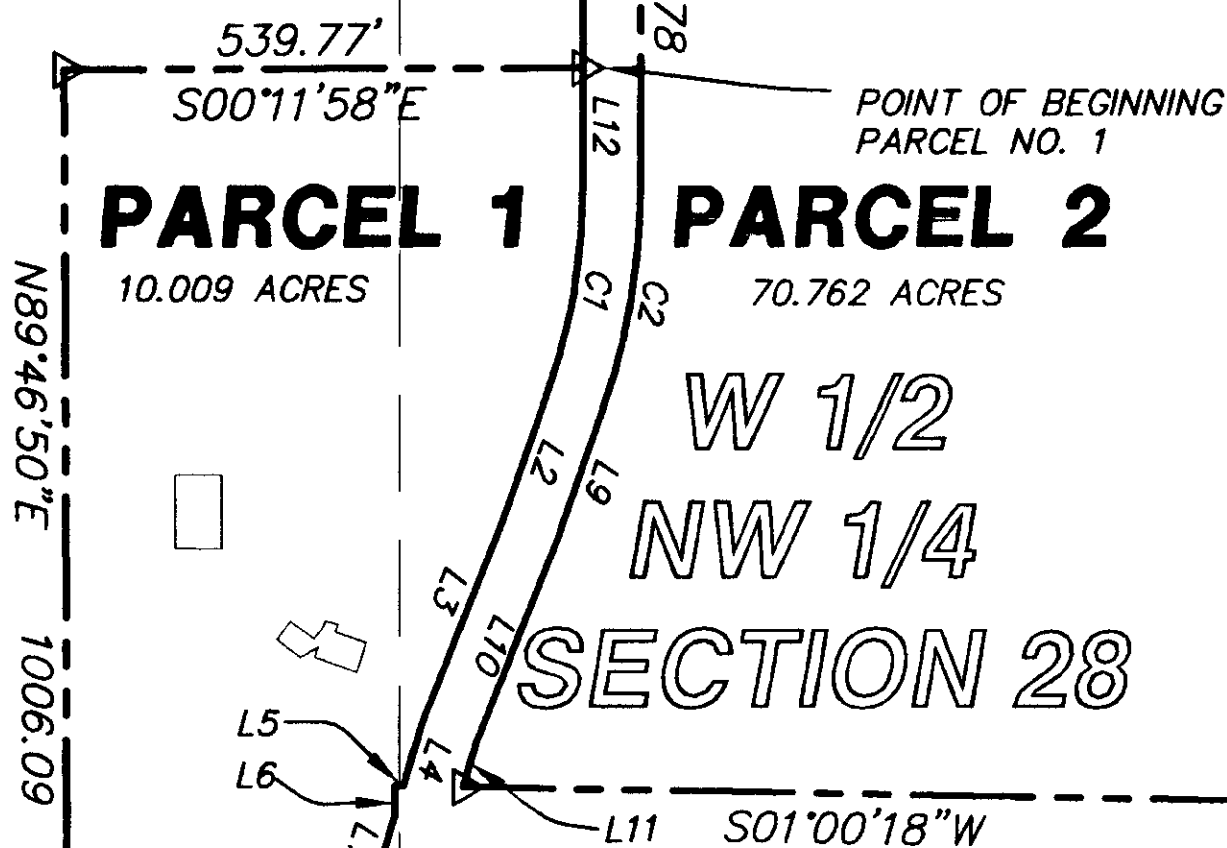 539.77'
S00°11'58"E
78
L12
POINT OF BEGINNING
PARCEL NO. 1
PARCEL 1
10.009 ACRES
PARCEL 2
70.762 ACRES
C1
C2
N89°46'50"E
1006.09
W 1/2
NW 1/4
SECTION 28
L2
L9
L3
L10
L5
L6
L4
L11
S01°00'18"W